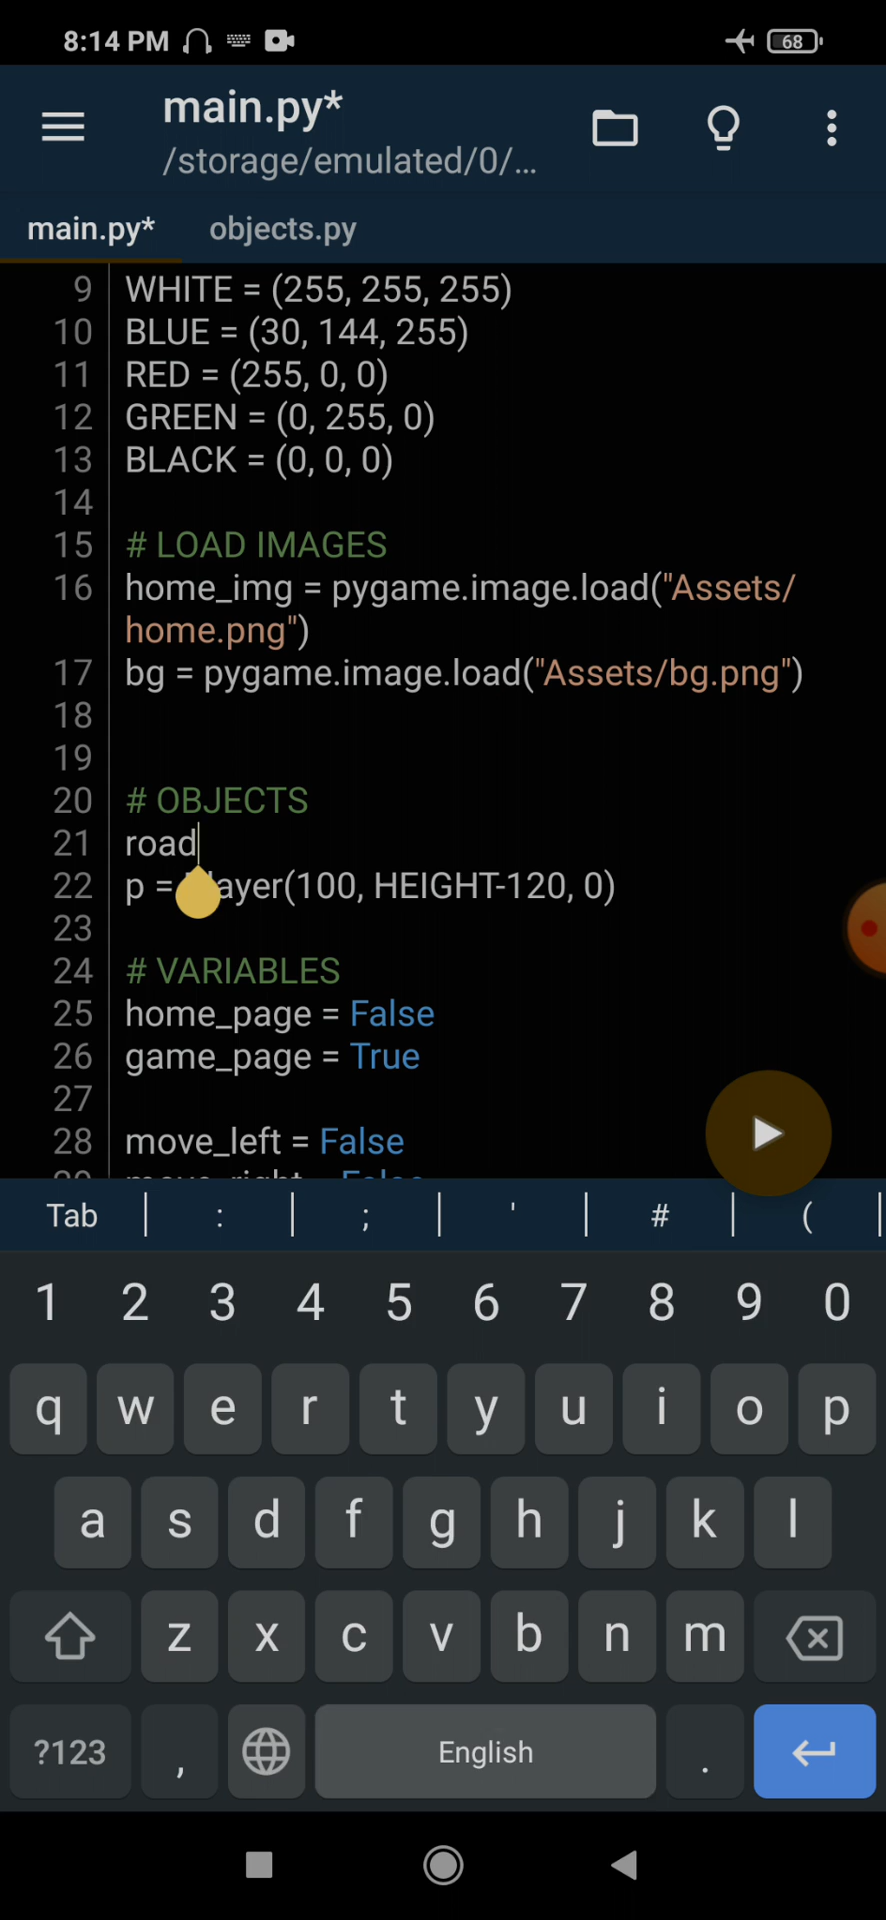 8:14 PM 68
main.py*
/storage/emulated/0/...
main.py* objects.py
9 WHITE = (255, 255, 255)
10 BLUE = (30, 144, 255)
11 RED = (255, 0, 0)
12 GREEN = (0, 255, 0)
13 BLACK = (0, 0, 0)
14
15 # LOAD IMAGES
16 home_img = pygame.image.load("Assets/
home.png")
17 bg = pygame.image.load("Assets/bg.png")
18
19
20 # OBJECTS
21 road
22 p = Player(100, HEIGHT-120, 0)
23
24 # VARIABLES
25 home_page = False
26 game_page = True
27
28 move_left = False
29 move_right = False
Tab : ; ' # (
1 2 3 4 5 6 7 8 9 0
q w e r t y u i o p
a s d f g h j k l
z x c v b n m
?123 , English .